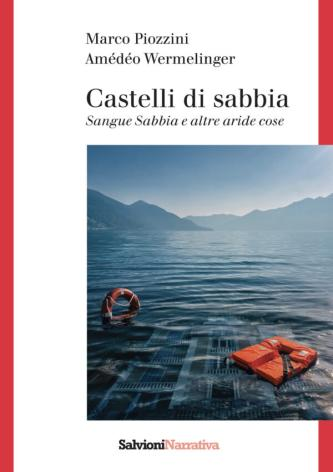 Marco Piozzini
Amédéo Wermelinger
Castelli di sabbia
Sangue Sabbia e altre aride cose
SalvioniNarrativa